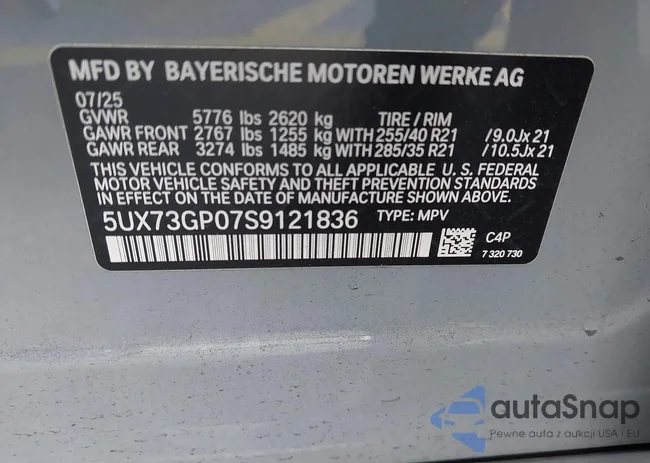 MFD BY BAYERISCHE MOTOREN WERKE AG
07/25
GVWR 5776 lbs 2620 kg TIRE / RIM
GAWR FRONT 2767 lbs 1255 kg WITH 255/40 R21 /9.0Jx21
GAWR REAR 3274 lbs 1485 kg WITH 285/35 R21 /10.5Jx21
THIS VEHICLE CONFORMS TO ALL APPLICABLE U.S. FEDERAL
MOTOR VEHICLE SAFETY AND THEFT PREVENTION STANDARDS
IN EFFECT ON THE DATE OF MANUFACTURE SHOWN ABOVE.
5UX73GP07S9121836 TYPE: MPV
C4P
7 320 730
autaSnap
Pewne auta z aukcji USA i EU